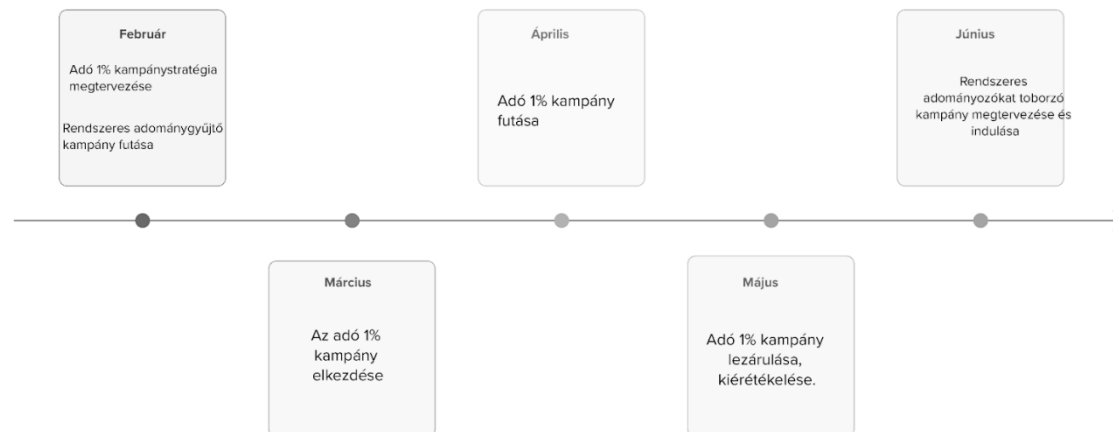 Február
Adó 1% kampánystratégia
megtervezése
Rendszeres adománygyűjtő
kampány futása
Március
Az adó 1%
kampány
elkezdése
Április
Adó 1% kampány
futása
Május
Adó 1% kampány
lezárulása,
kiérétékelése.
Június
Rendszeres
adományozókat toborzó
kampány megtervezése és
indulása